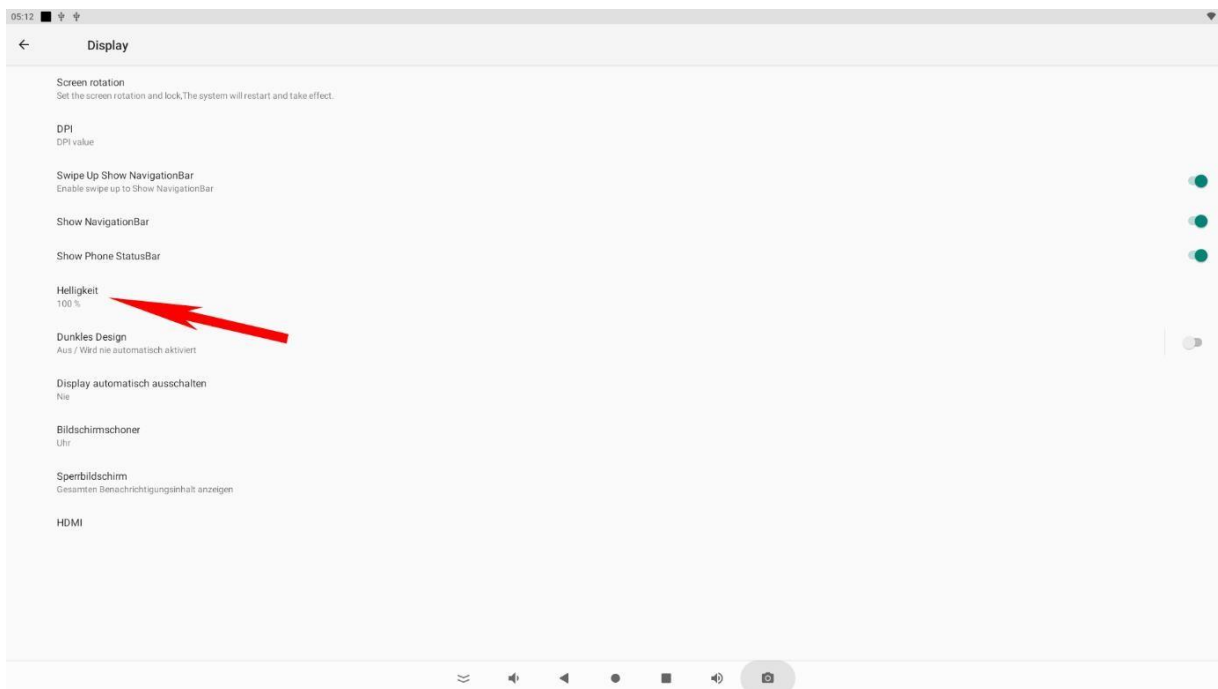 05:12
Display
Screen rotation
Set the screen rotation and lock,The system will restart and take effect.
DPI
DPI value
Swipe Up Show NavigationBar
Enable swipe up to Show NavigationBar
Show NavigationBar
Show Phone StatusBar
Helligkeit
100 %
Dunkles Design
Aus / Wird nie automatisch aktiviert
Display automatisch ausschalten
Nie
Bildschirmschoner
Uhr
Sperrbildschirm
Gesamten Benachrichtigungsinhalt anzeigen
HDMI